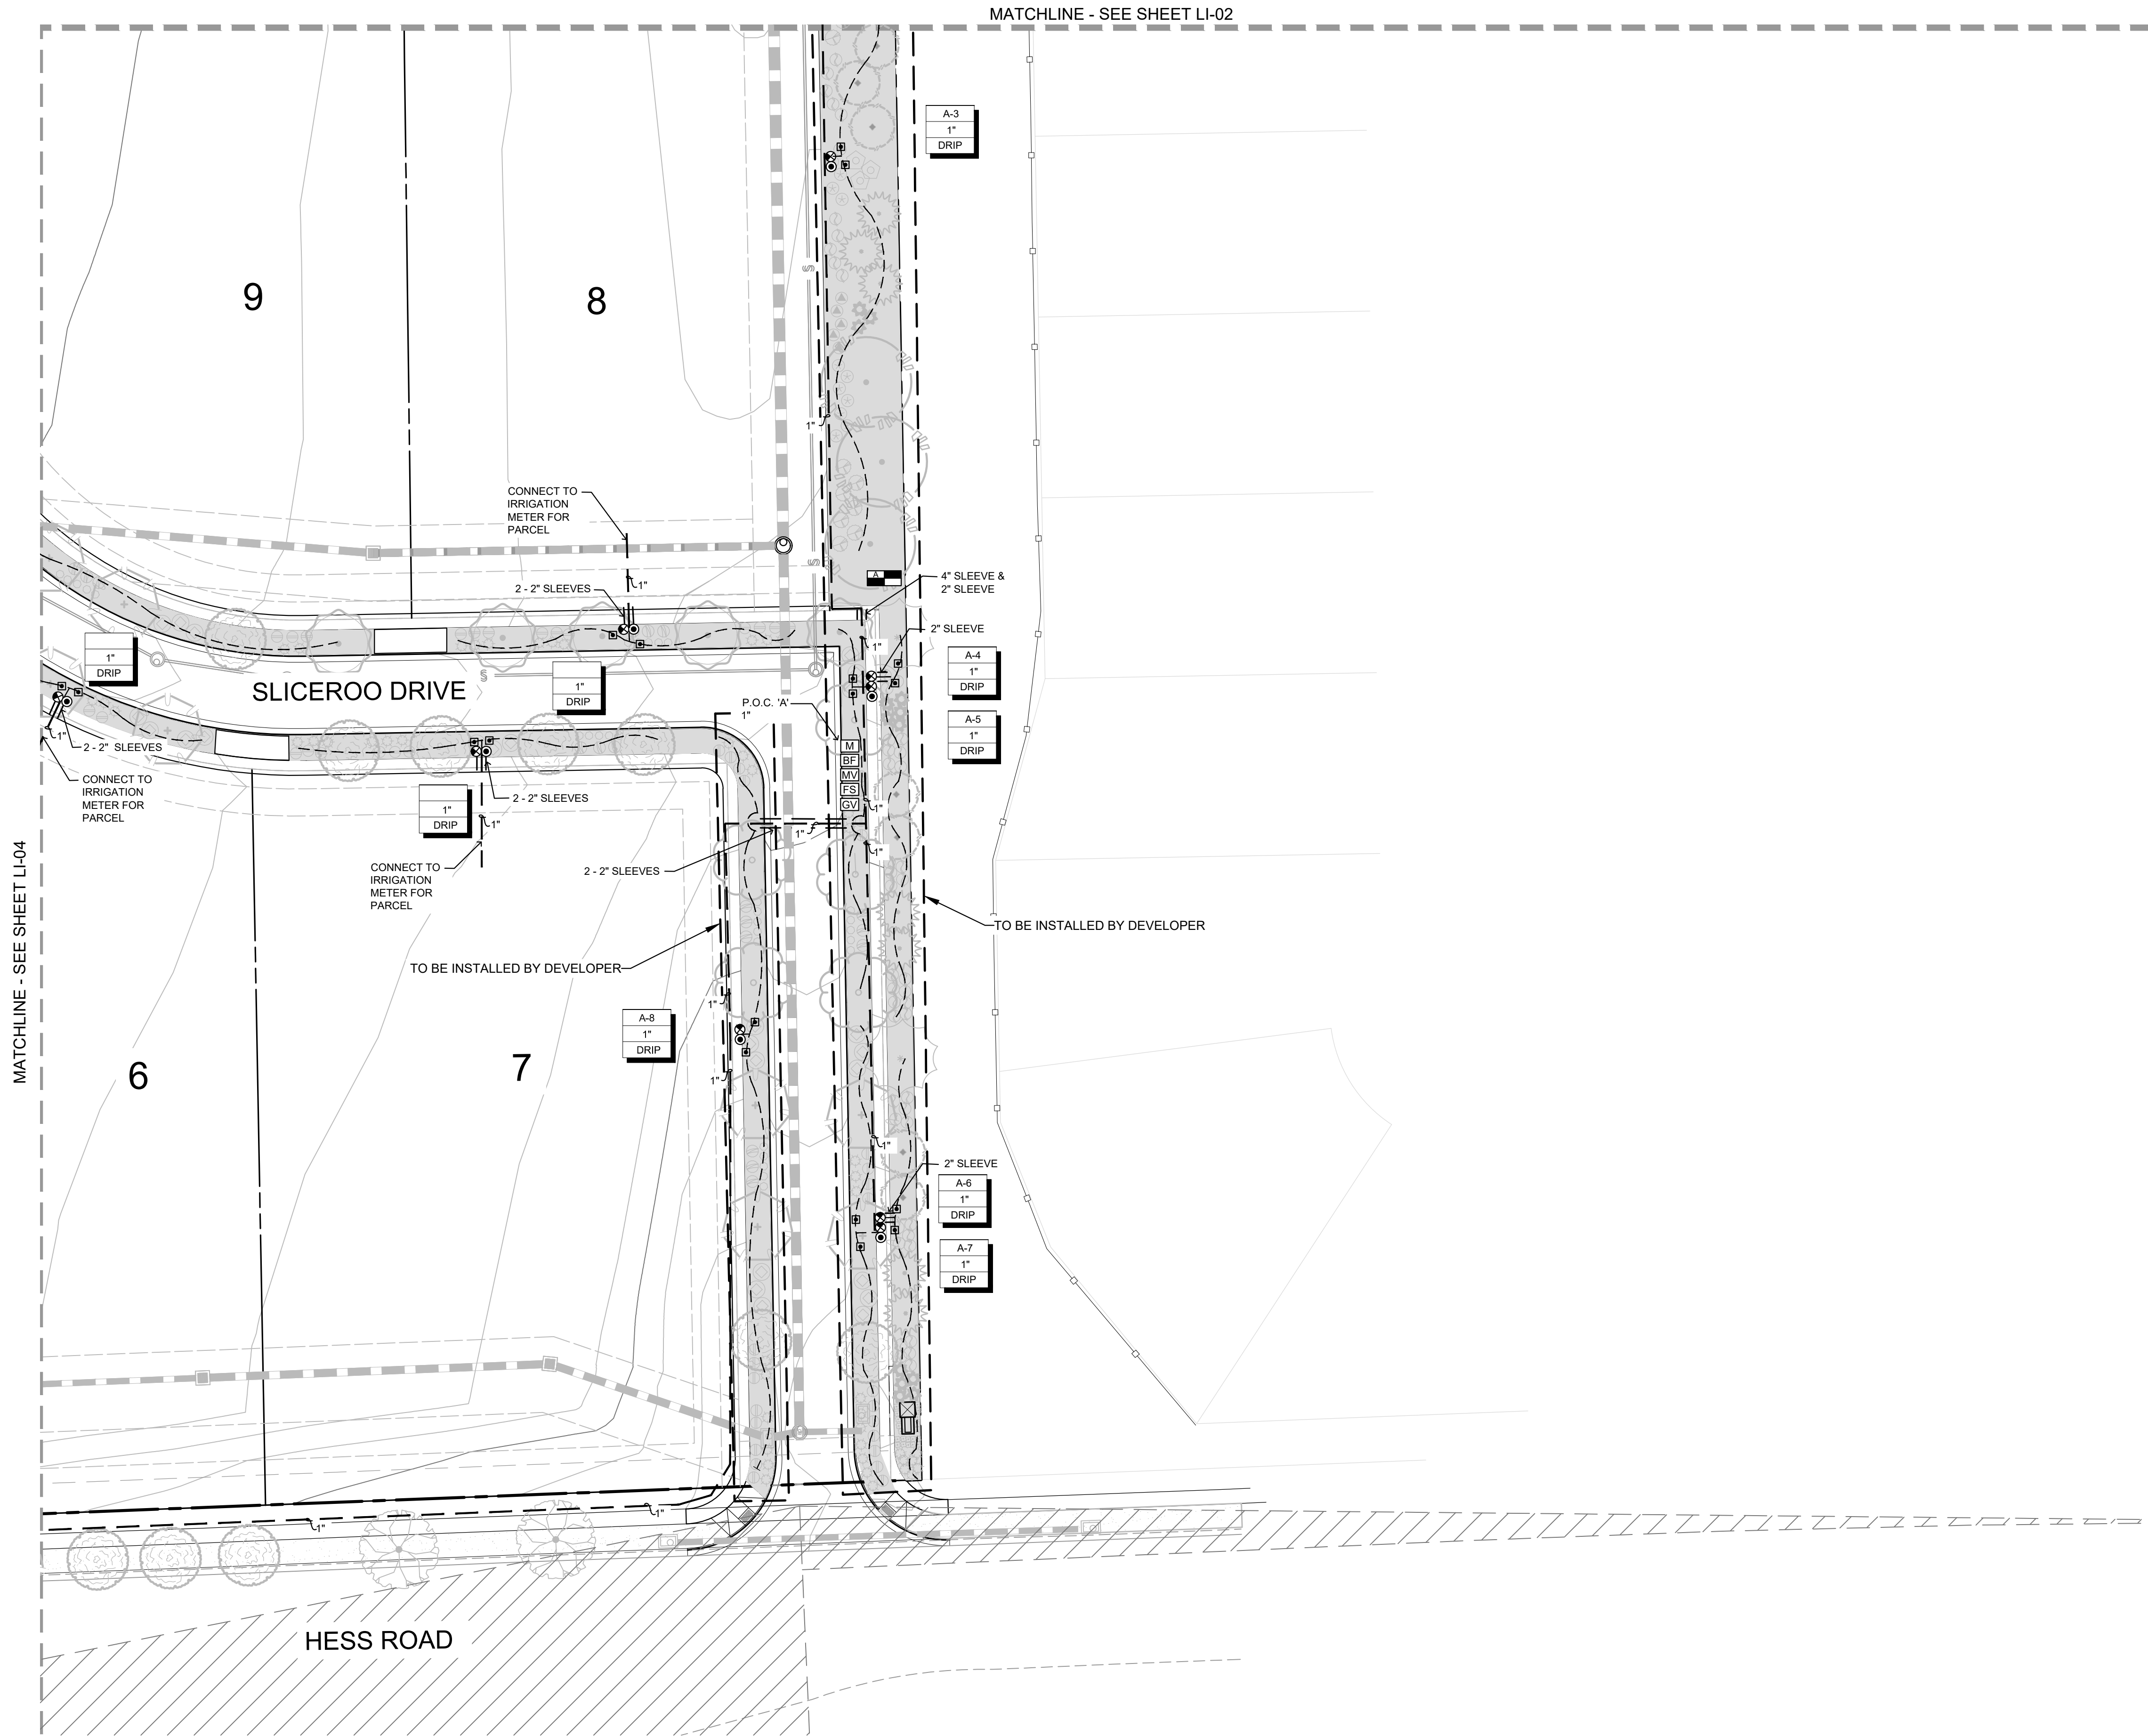 MATCHLINE - SEE SHEET LI-02
A-3
1"
DRIP
9
8
S
1"
CONNECT TO
IRRIGATION
METER FOR
PARCEL
1"
2 - 2" SLEEVES
S
A
4" SLEEVE &
2" SLEEVE
2" SLEEVE
1"
1"
DRIP
A-4
1"
DRIP
SLICEROO DRIVE
S
1"
DRIP
P.O.C. 'A'
1"
A-5
1"
DRIP
1"
2 - 2" SLEEVES
M
BF
MV
FS
GV
CONNECT TO
IRRIGATION
METER FOR
PARCEL
1"
DRIP
2 - 2" SLEEVES
1"
1"
1"
1"
CONNECT TO
IRRIGATION
METER FOR
PARCEL
2 - 2" SLEEVES
MATCHLINE - SEE SHEET LI-04
TO BE INSTALLED BY DEVELOPER
TO BE INSTALLED BY DEVELOPER
1"
A-8
1"
DRIP
6
7
1"
1"
2" SLEEVE
A-6
1"
DRIP
A-7
1"
DRIP
1"
1"
HESS ROAD